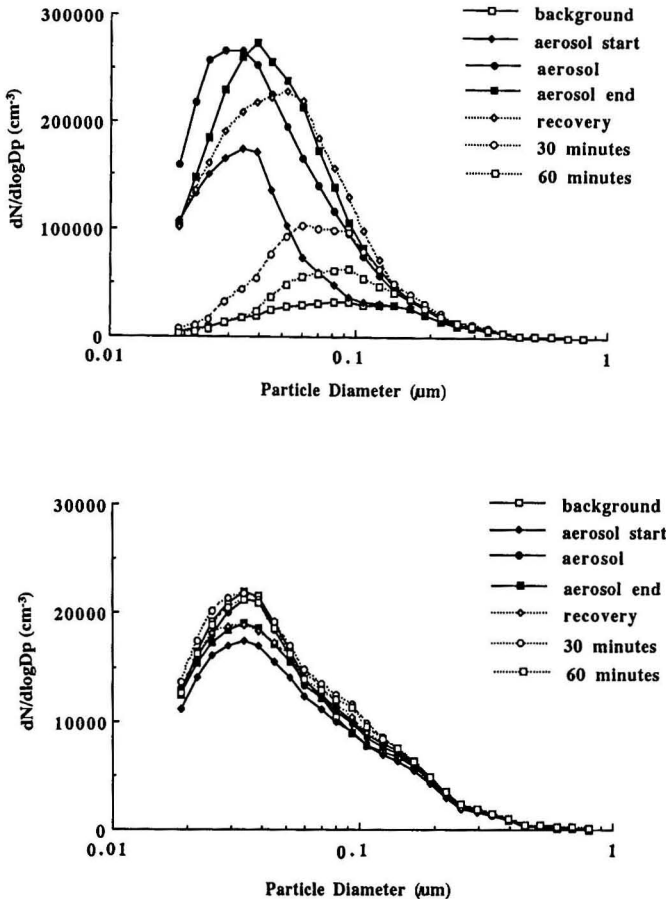 300000
200000
100000
0
0.01
0.1
1
dN/dlogDp (cm-3)
Particle Diameter (µm)
background
aerosol start
aerosol
aerosol end
recovery
30 minutes
60 minutes
30000
20000
10000
0
0.01
0.1
1
dN/dlogDp (cm-3)
Particle Diameter (µm)
background
aerosol start
aerosol
aerosol end
recovery
30 minutes
60 minutes